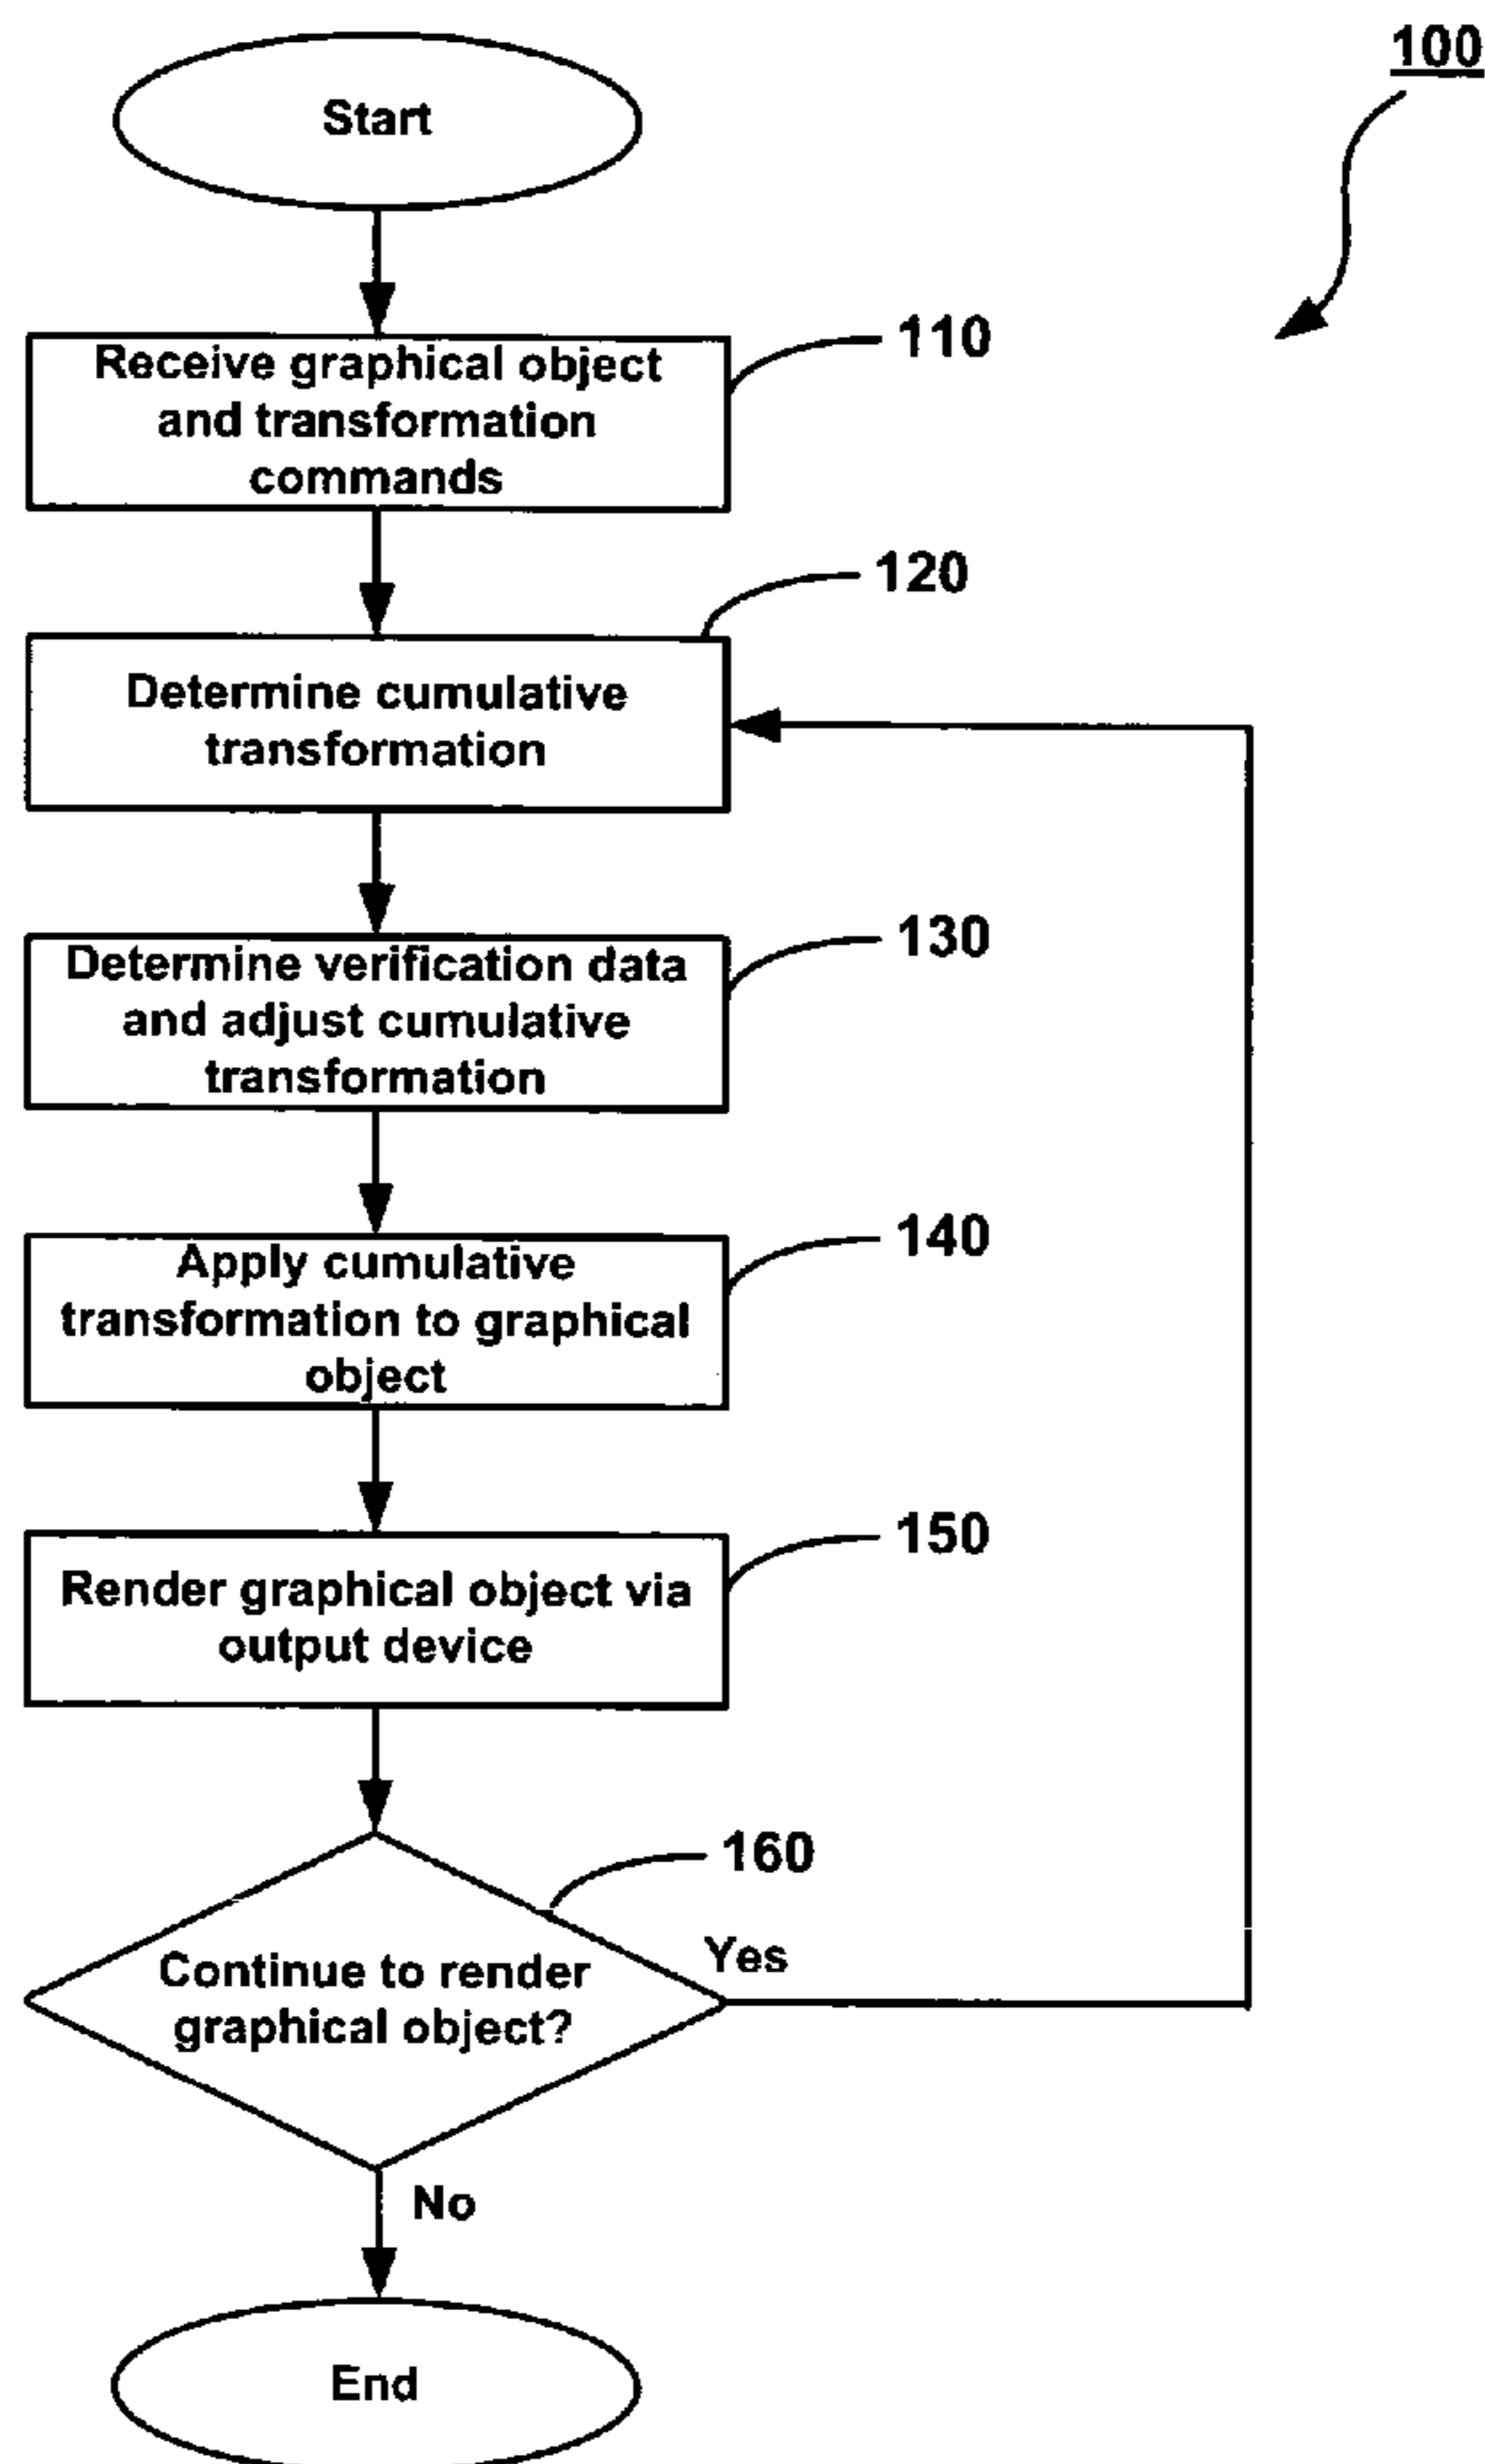 100
Start
110
Receive graphical object
and transformation
commands
120
Determine cumulative
transformation
130
Determine verification data
and adjust cumulative
transformation
140
Apply cumulative
transformation to graphical
object
150
Render graphical object via
output device
160
Continue to render
graphical object?
Yes
No
End